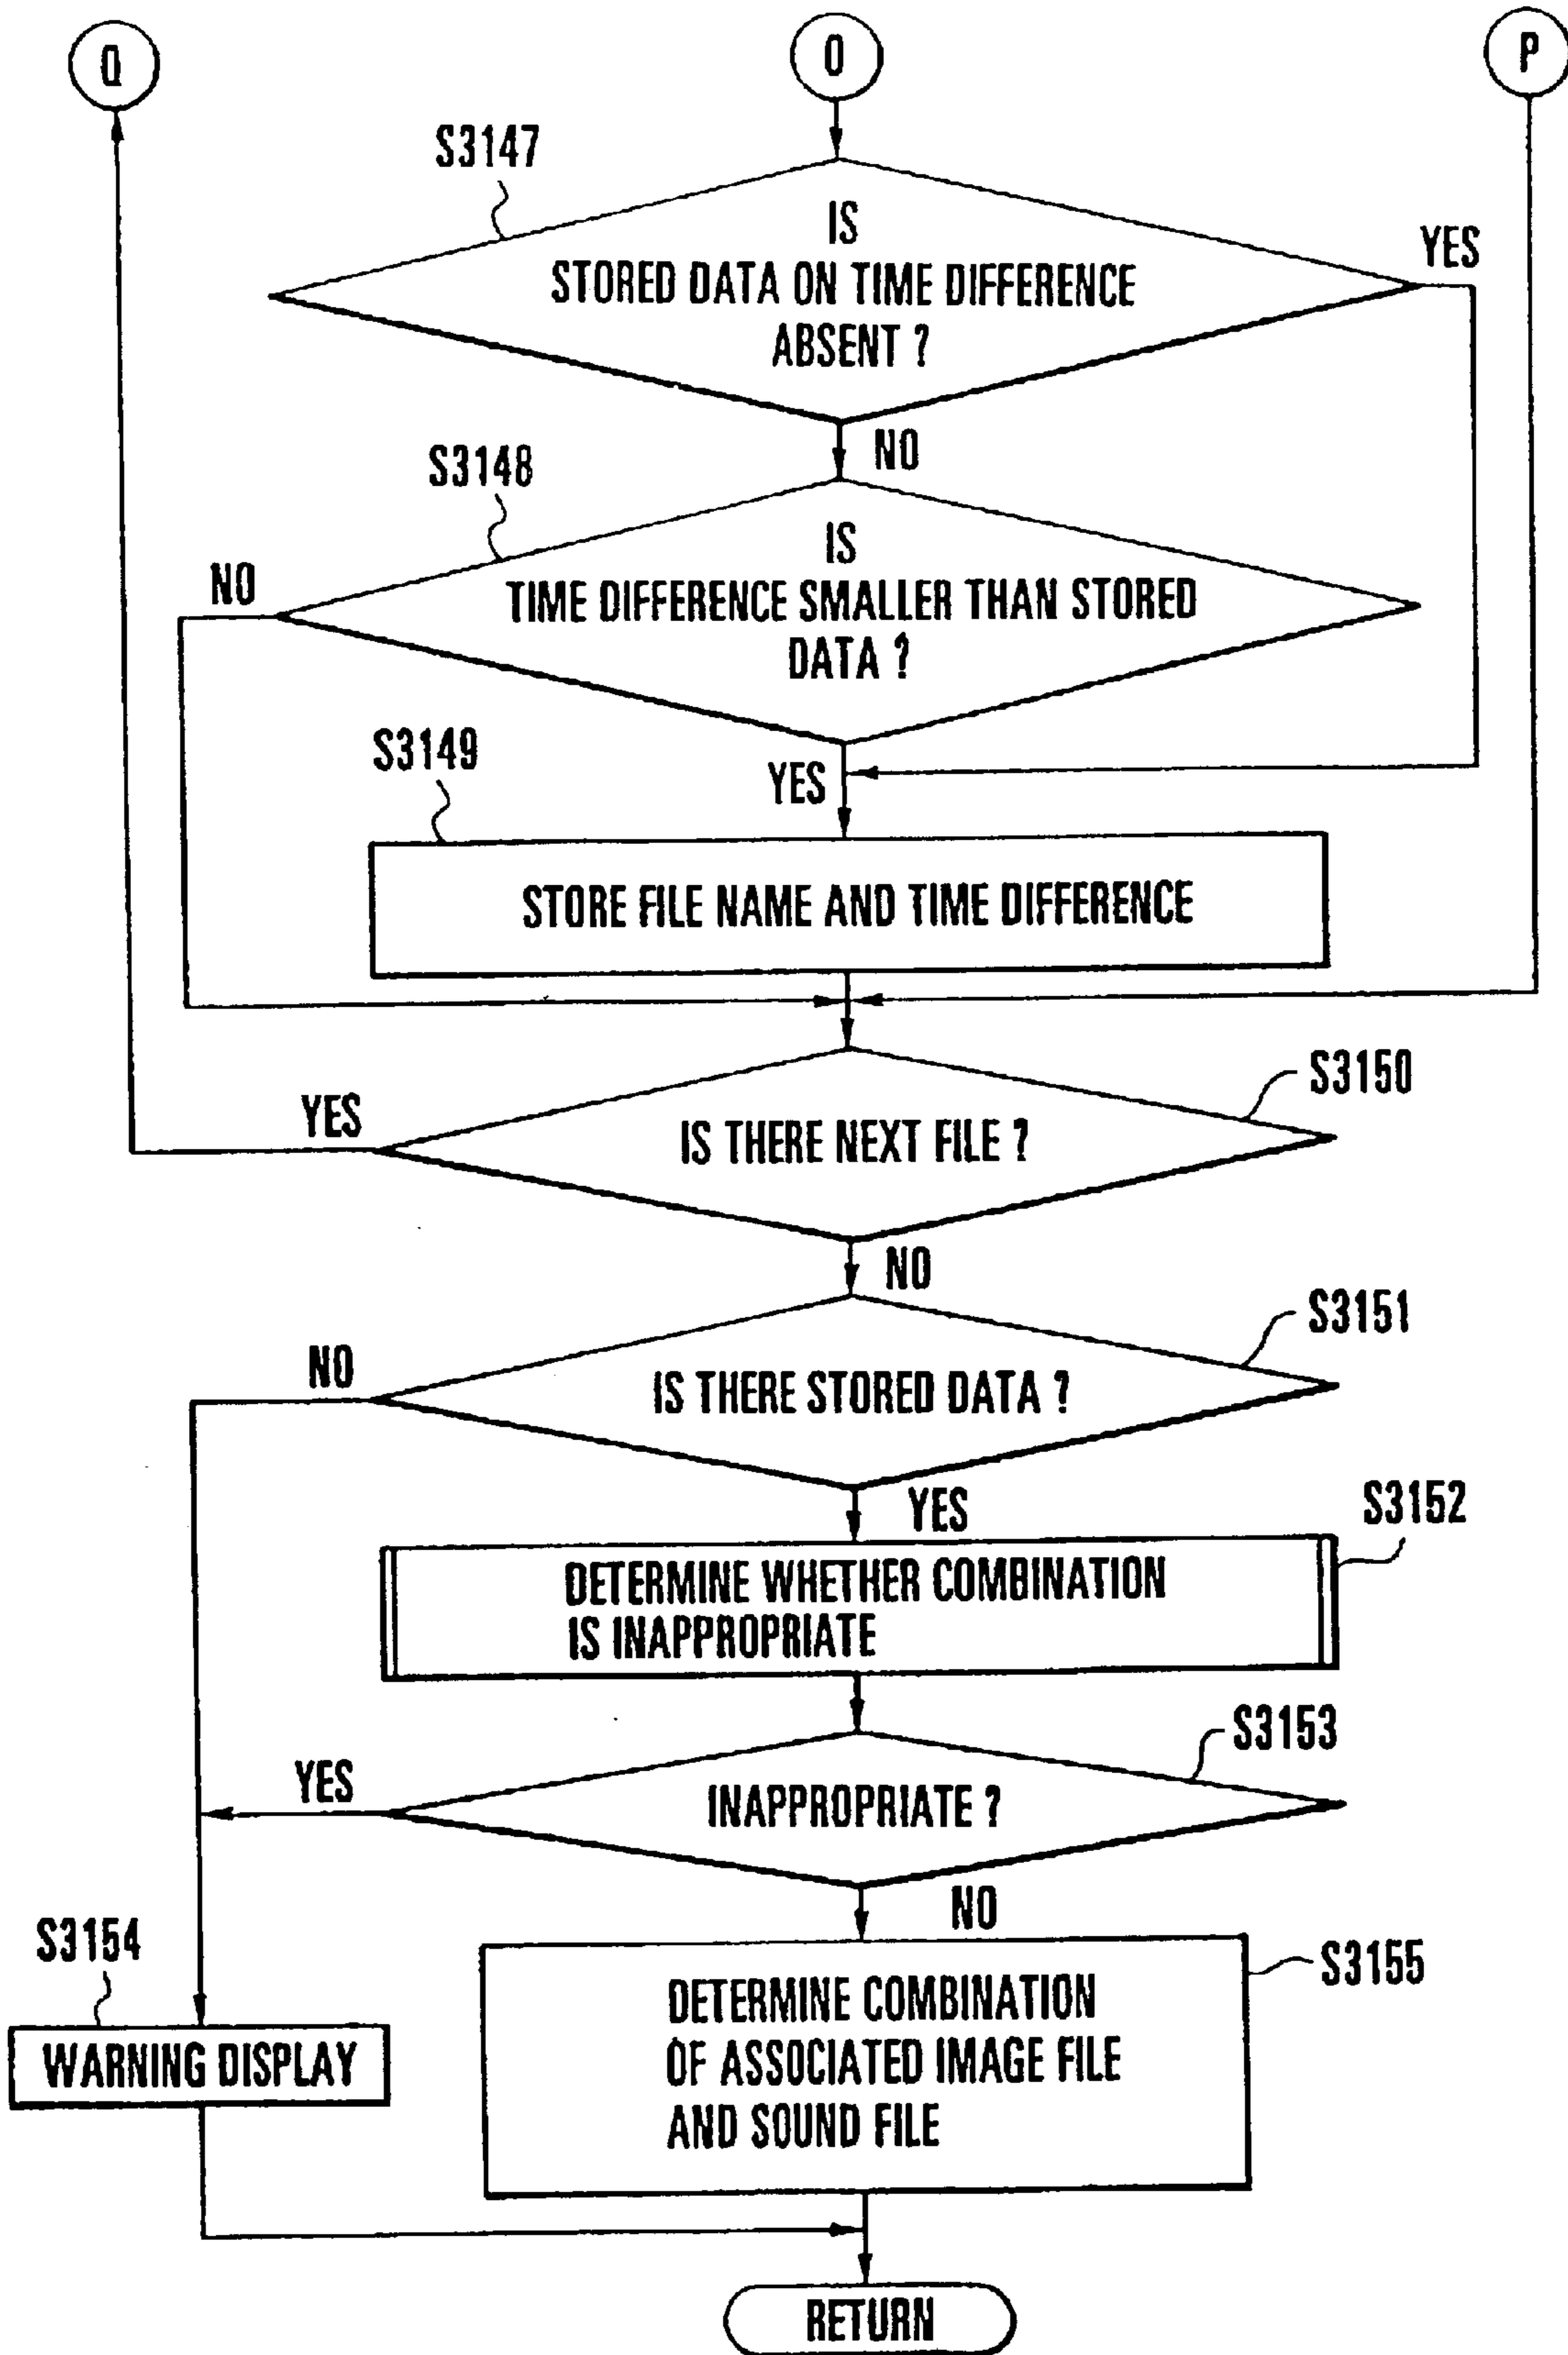 Q
O
P
S3147
IS
STORED DATA ON TIME DIFFERENCE
ABSENT ?
YES
NO
S3148
IS
TIME DIFFERENCE SMALLER THAN STORED
DATA ?
NO
YES
S3149
STORE FILE NAME AND TIME DIFFERENCE
S3150
IS THERE NEXT FILE ?
YES
NO
S3151
IS THERE STORED DATA ?
NO
YES
S3152
DETERMINE WHETHER COMBINATION
IS INAPPROPRIATE
S3153
INAPPROPRIATE ?
YES
NO
S3154
WARNING DISPLAY
S3155
DETERMINE COMBINATION
OF ASSOCIATED IMAGE FILE
AND SOUND FILE
RETURN